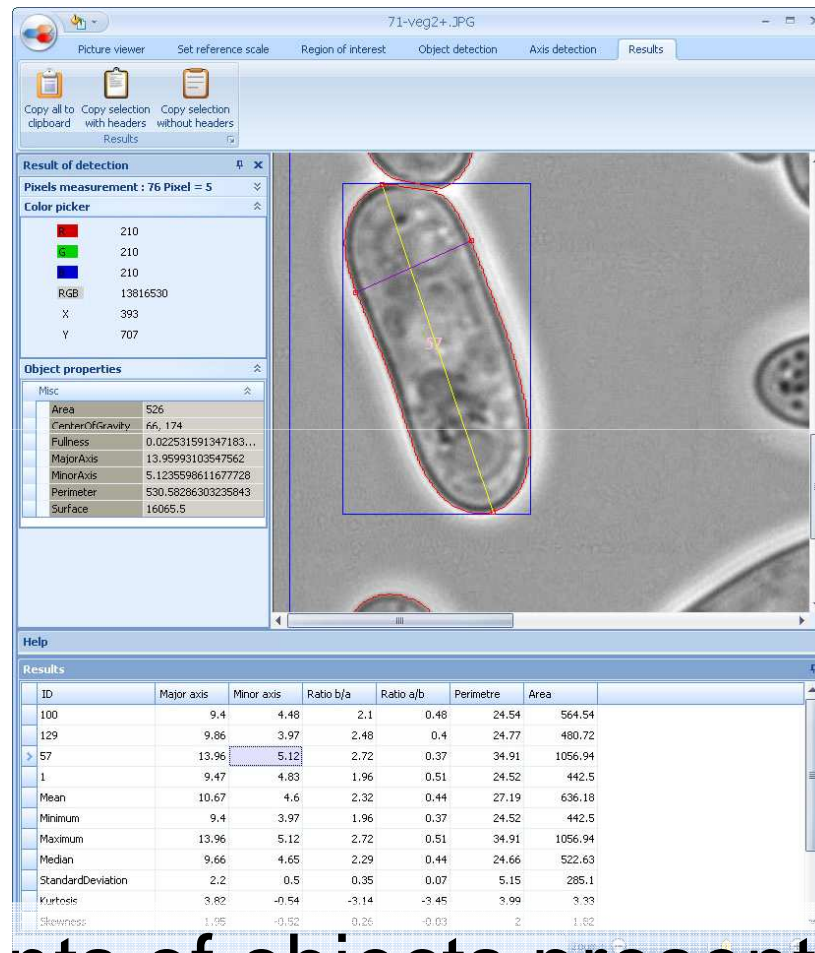 71-veg2+.JPG
Picture viewer Set reference scale Region of interest Object detection Axis detection Results
Copy all to clipboard Copy selection with headers Copy selection without headers
Results
Result of detection
Pixels measurement : 76 Pixel = 5
Color picker
R 210
G 210
210
RGB 13816530
X 393
Y 707
Object properties
Misc
Area 526
CenterOfGravity 66, 174
Fullness 0.022531591347183...
MajorAxis 13.95993103547562
MinorAxis 5.1235598611677728
Perimeter 530.58286303235843
Surface 16065.5
57
Help
Results
ID Major axis Minor axis Ratio b/a Ratio a/b Perimetre Area
100 9.4 4.48 2.1 0.48 24.54 564.54
129 9.86 3.97 2.48 0.4 24.77 480.72
57 13.96 5.12 2.72 0.37 34.91 1056.94
1 9.47 4.83 1.96 0.51 24.52 442.5
Mean 10.67 4.6 2.32 0.44 27.19 636.18
Minimum 9.4 3.97 1.96 0.37 24.52 442.5
Maximum 13.96 5.12 2.72 0.51 34.91 1056.94
Median 9.66 4.65 2.29 0.44 24.66 522.63
StandardDeviation 2.2 0.5 0.35 0.07 5.15 285.1
Kurtosis 3.82 -0.54 -3.14 -3.45 3.99 3.33
Skewness 1.95 -0.52 0.26 -0.03 2 1.82
of objects present